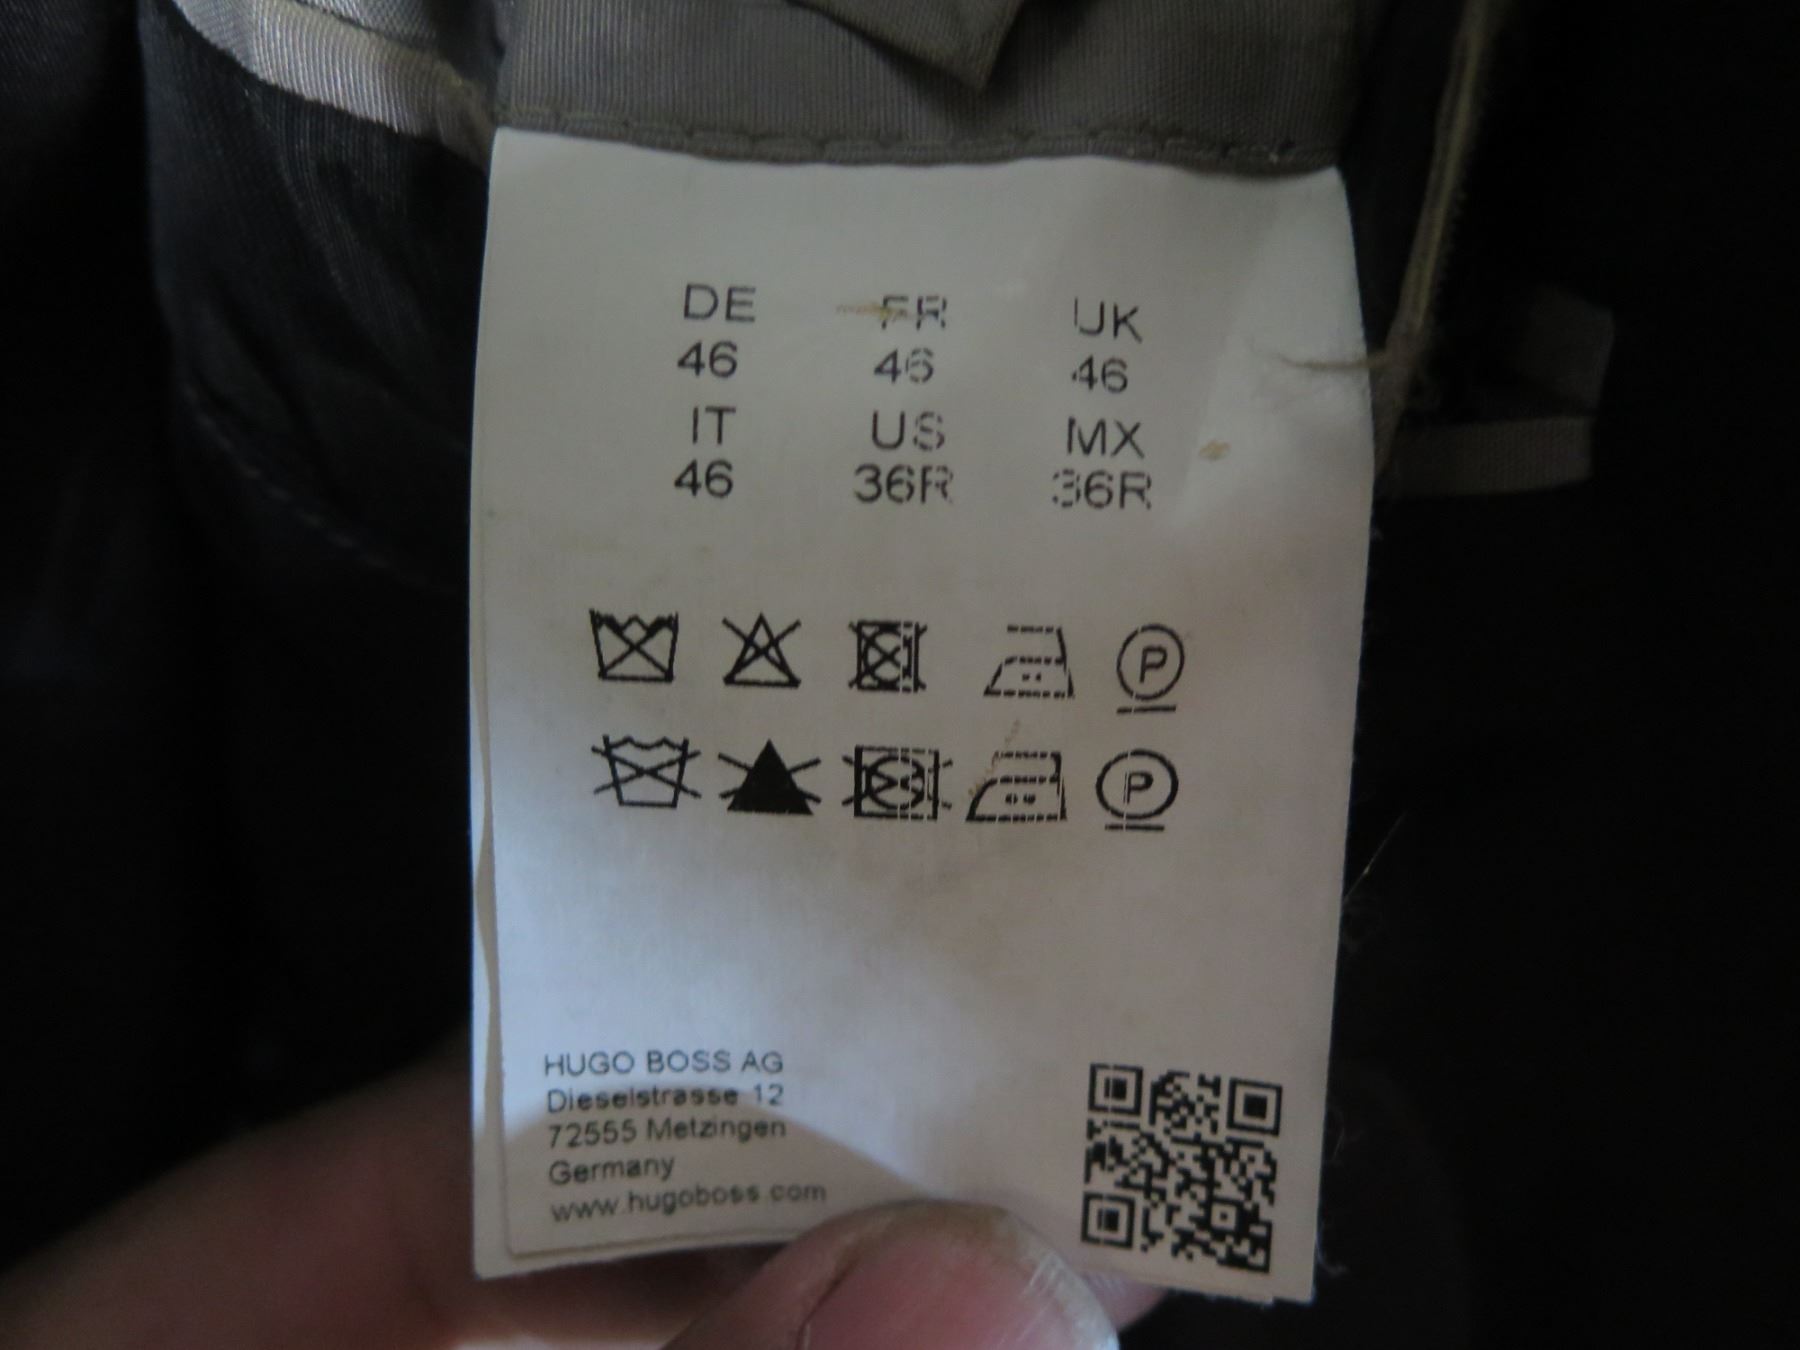 DE FR UK
46 46 46
IT US MX
46 36R 36R
P
P
HUGO BOSS AG
Dieselstrasse 12
72555 Metzingen
Germany
www.hugoboss.com